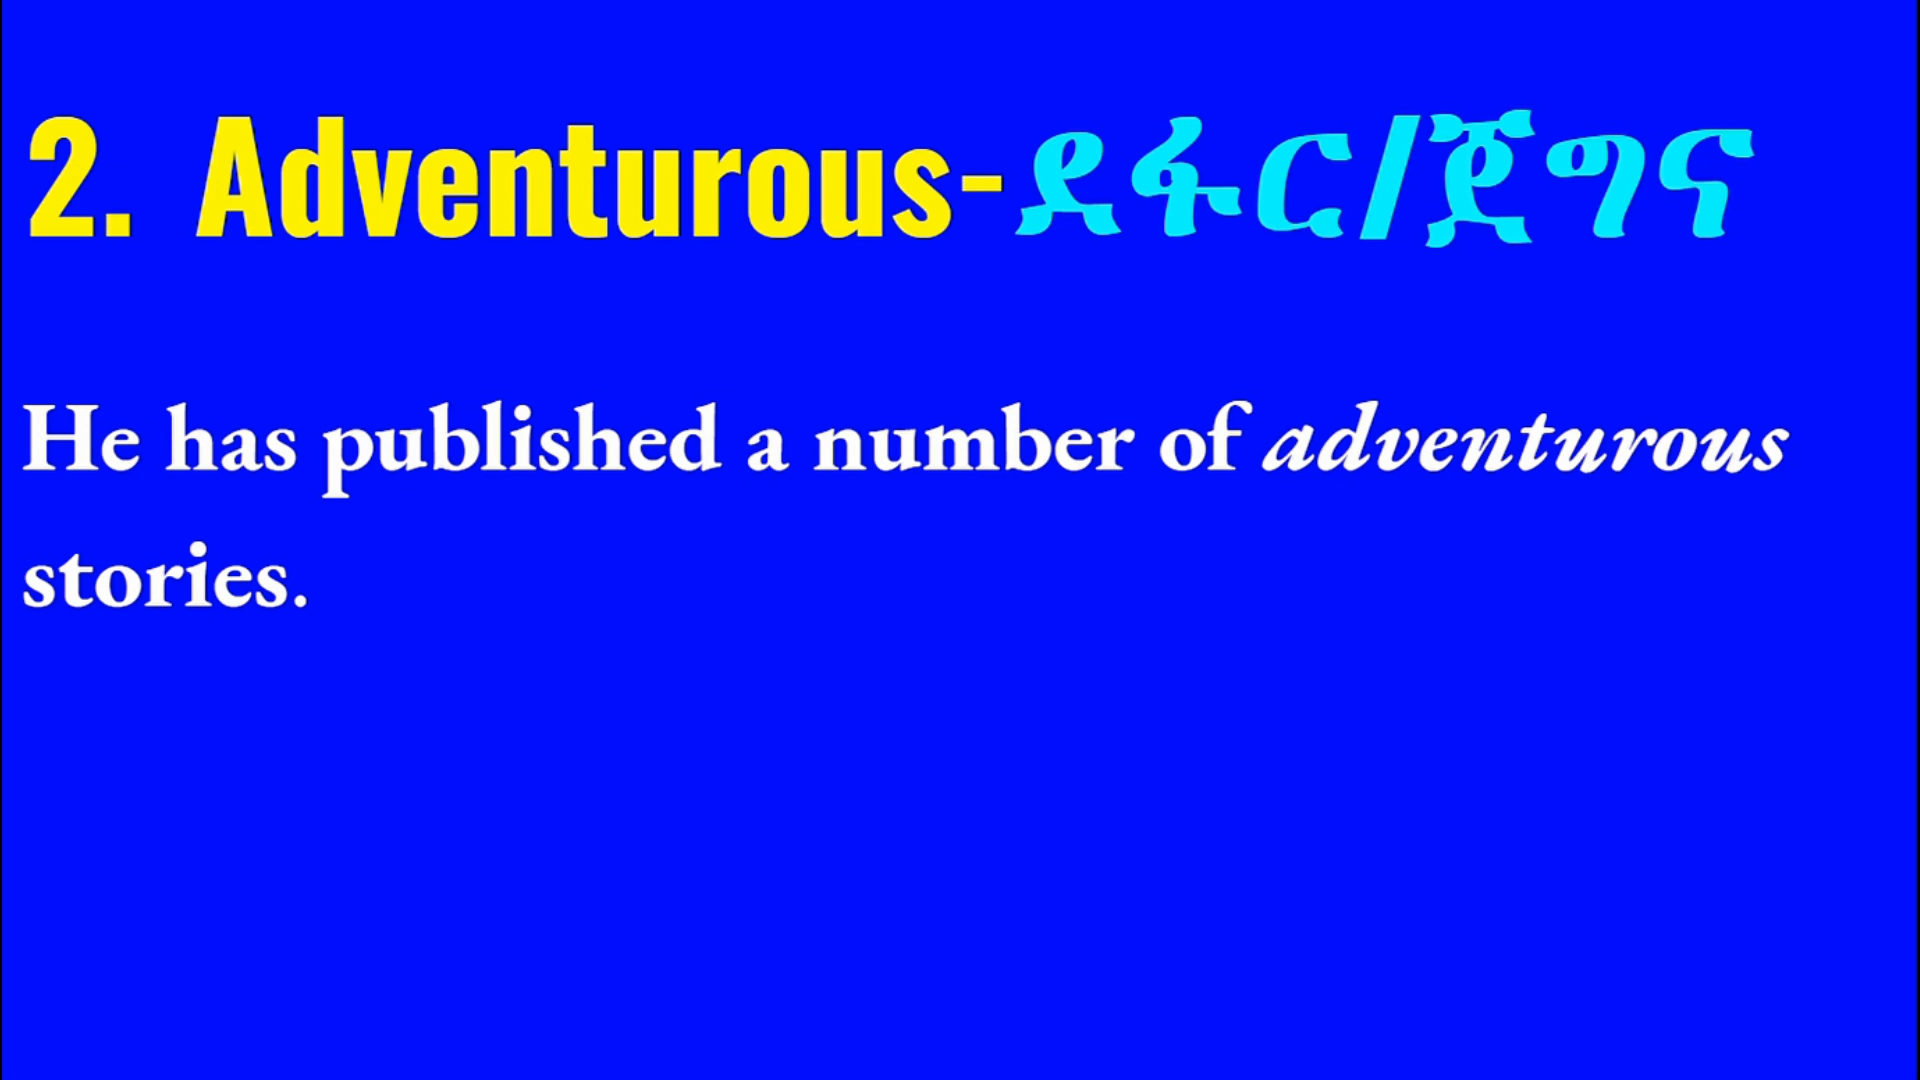 2. Adventurous-ደፋር/ጀግና
He has published a number of adventurous
stories.